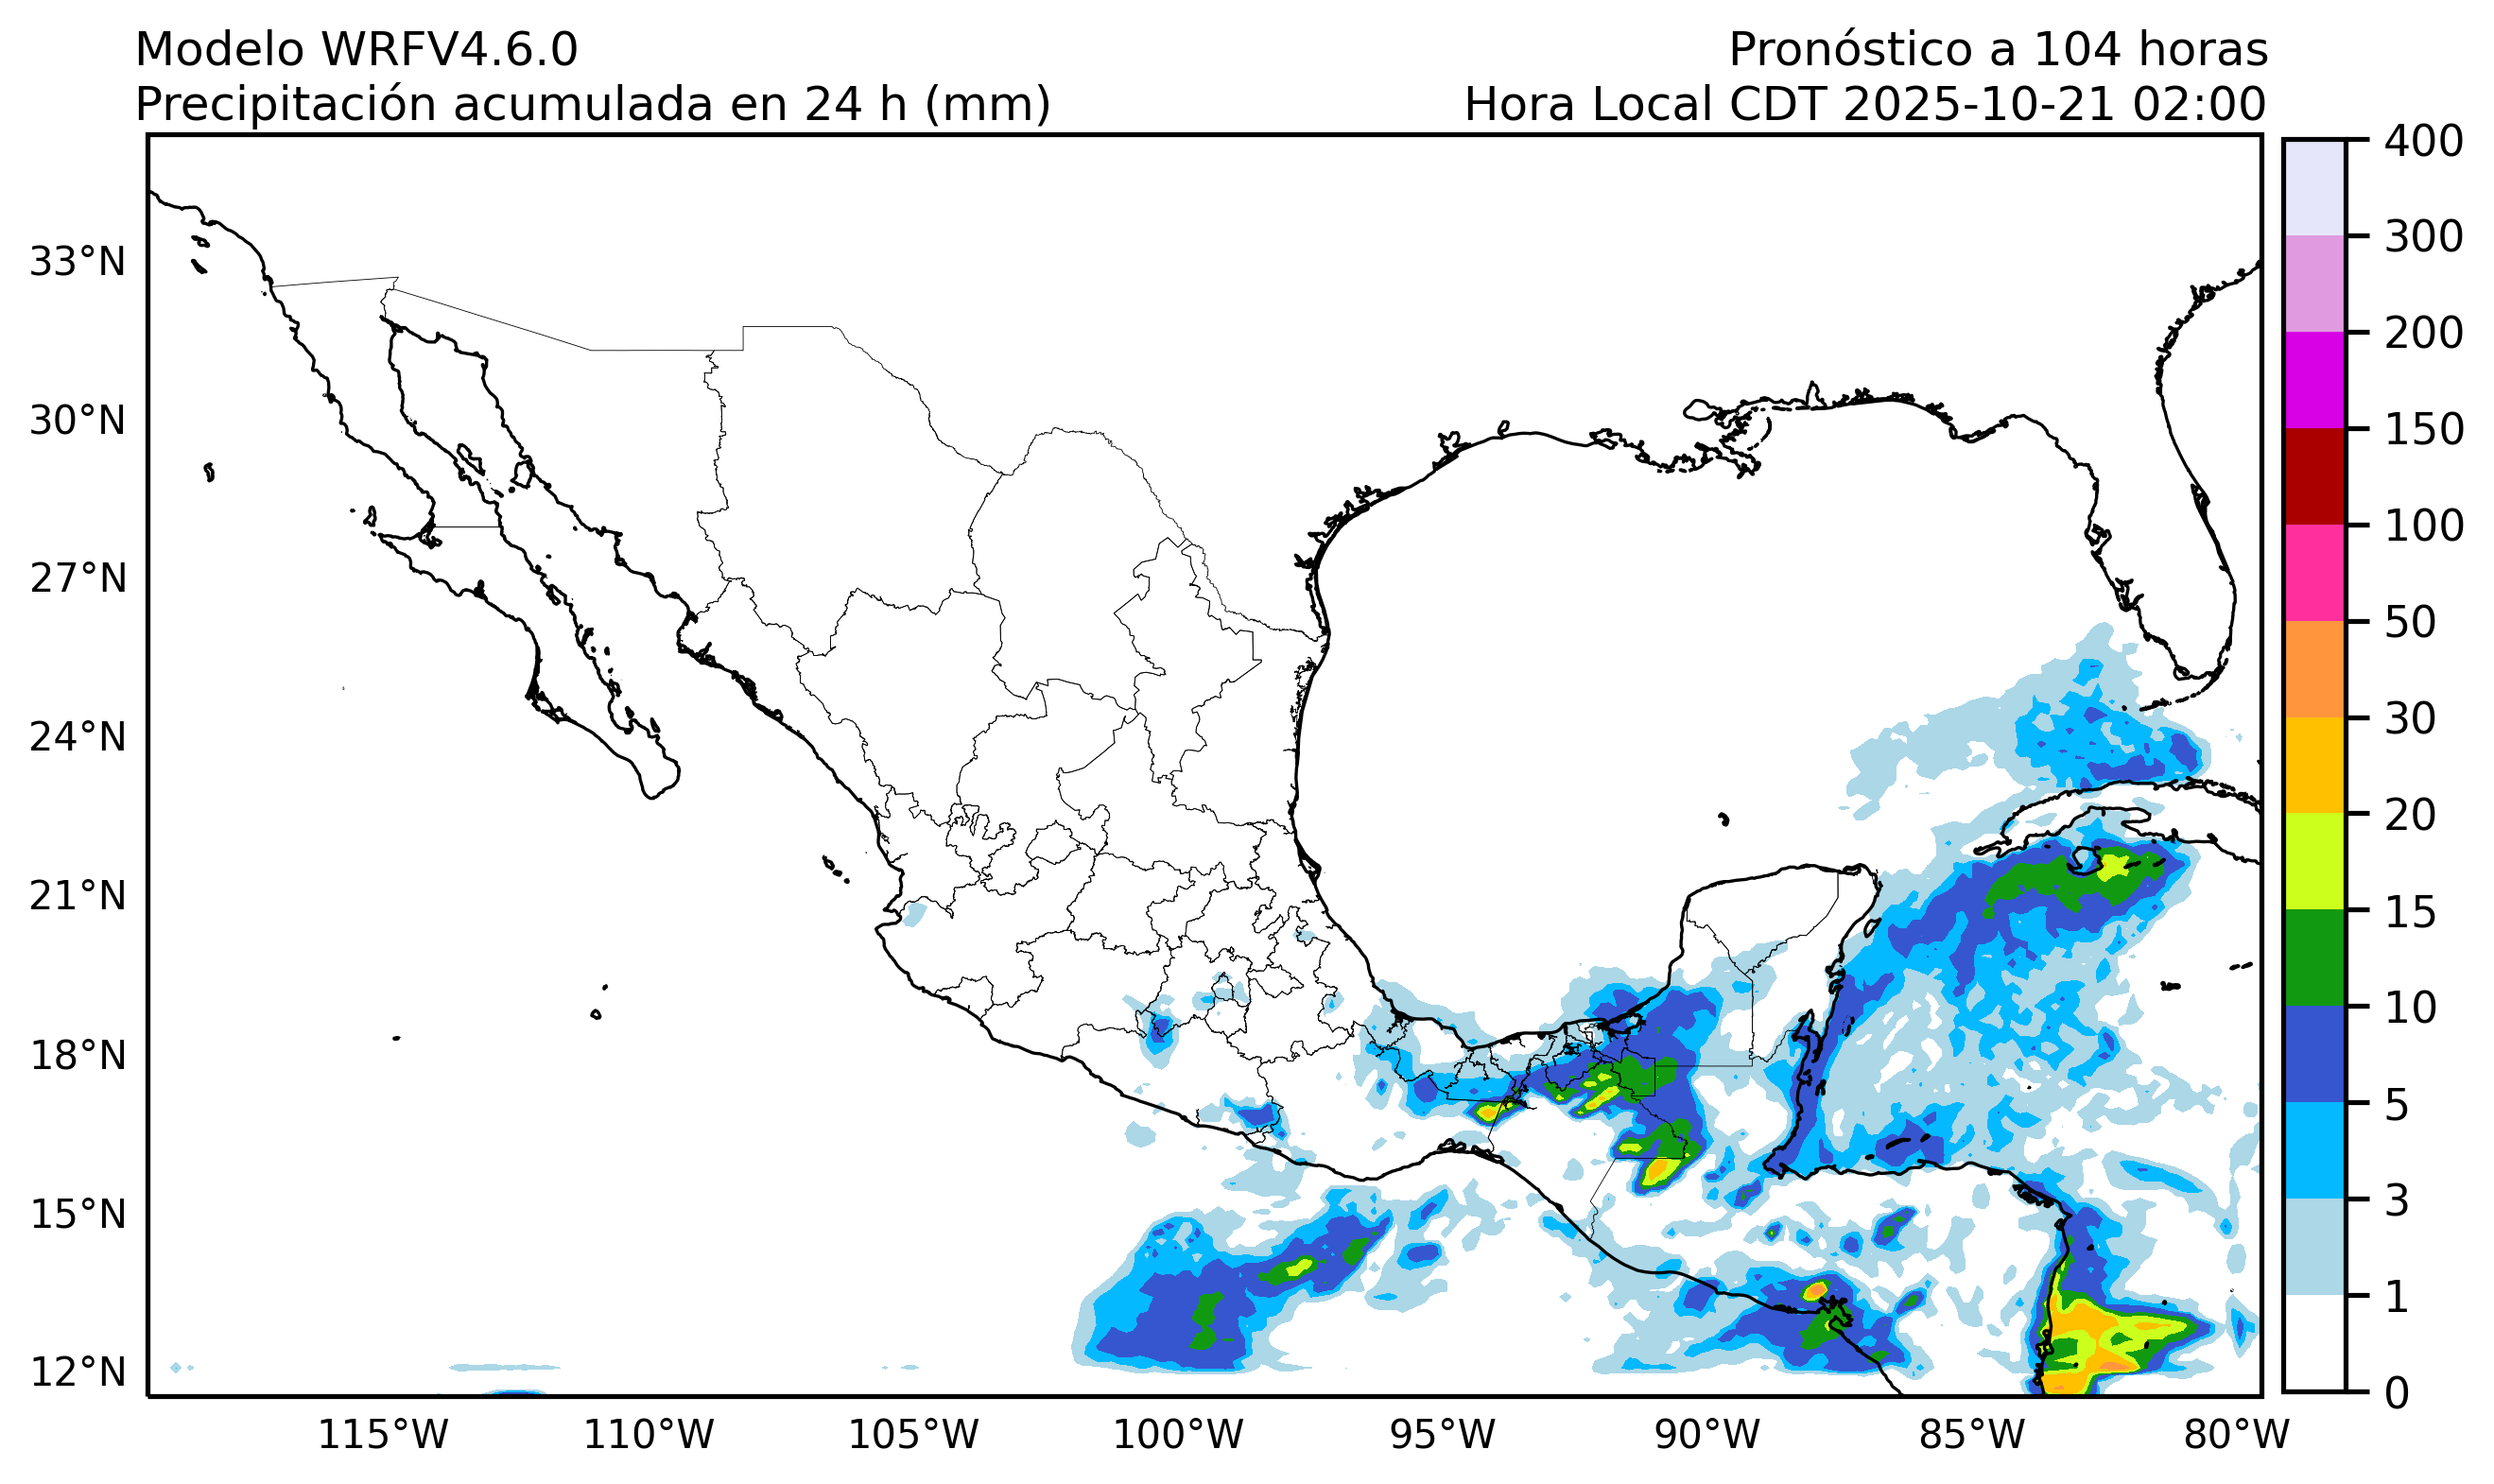 Modelo WRFV4.6.0
Pronóstico a 104 horas
Precipitación acumulada en 24 h (mm)
Hora Local CDT 2025-10-21 02:00
33°N
30°N
27°N
24°N
21°N
18°N
15°N
12°N
115°W
110°W
105°W
100°W
95°W
90°W
85°W
80°W
400
300
200
150
100
50
30
20
15
10
5
3
1
0